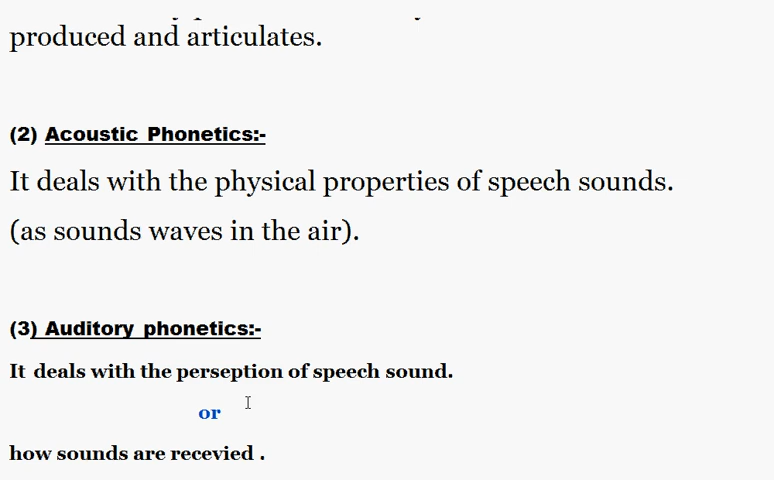 produced and articulates.
(2) Acoustic Phonetics:-
It deals with the physical properties of speech sounds.
(as sounds waves in the air).
(3) Auditory phonetics:-
It deals with the perseption of speech sound.
or
how sounds are recevied .